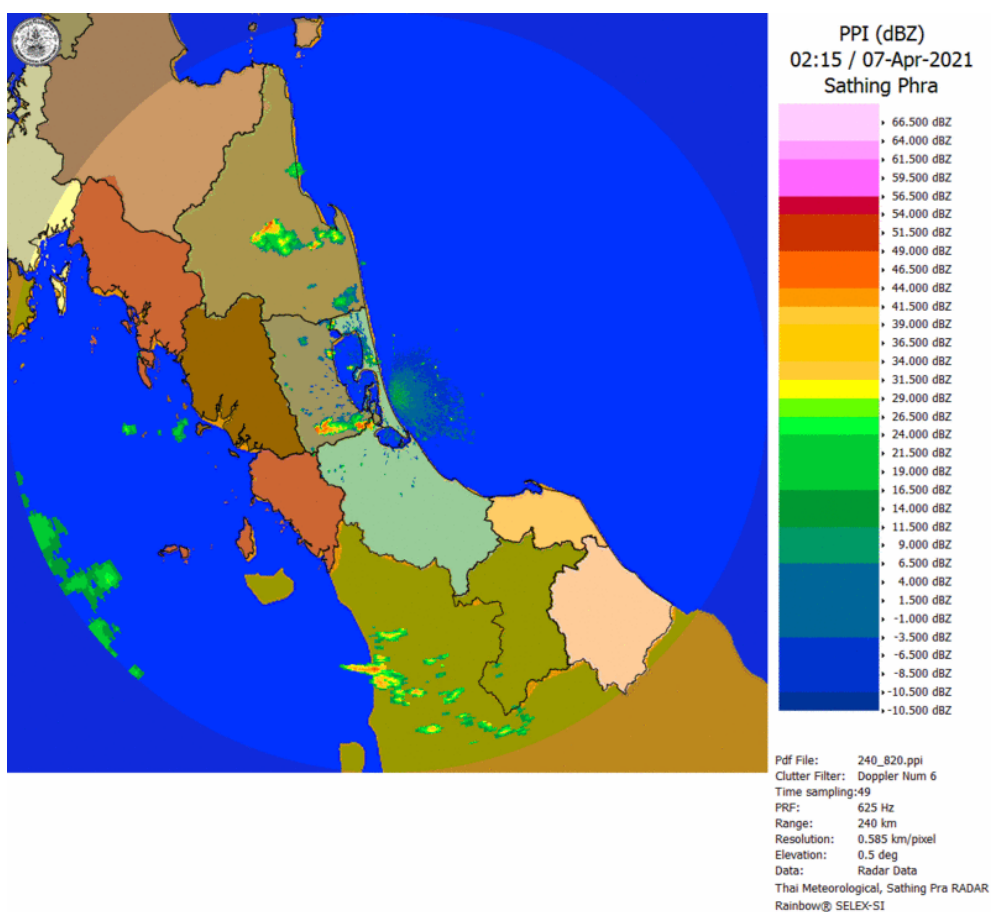 PPI (dBZ)
02:15 / 07-Apr-2021
Sathing Phra
66.500 dBZ
64.000 dBZ
61.500 dBZ
59.500 dBZ
56.500 dBZ
54.000 dBZ
51.500 dBZ
49.000 dBZ
46.500 dBZ
44.000 dBZ
41.500 dBZ
39.000 dBZ
36.500 dBZ
34.000 dBZ
31.500 dBZ
29.000 dBZ
26.500 dBZ
24.000 dBZ
21.500 dBZ
19.000 dBZ
16.500 dBZ
14.000 dBZ
11.500 dBZ
9.000 dBZ
6.500 dBZ
4.000 dBZ
1.500 dBZ
-1.000 dBZ
-3.500 dBZ
-6.500 dBZ
-8.500 dBZ
-10.500 dBZ
-10.500 dBZ
Pdf File: 240_820.ppi
Clutter Filter: Doppler Num 6
Time sampling:49
PRF: 625 Hz
Range: 240 km
Resolution: 0.585 km/pixel
Elevation: 0.5 deg
Data: Radar Data
Thai Meteorological, Sathing Pra RADAR
Rainbow® SELEX-SI